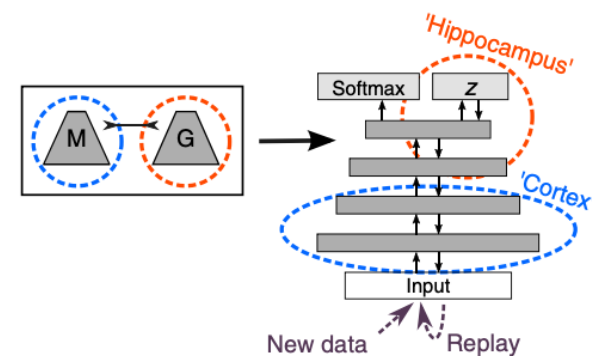 'Hippocampus'
Softmax
z
M
G
'Cortex
Input
New data
Replay